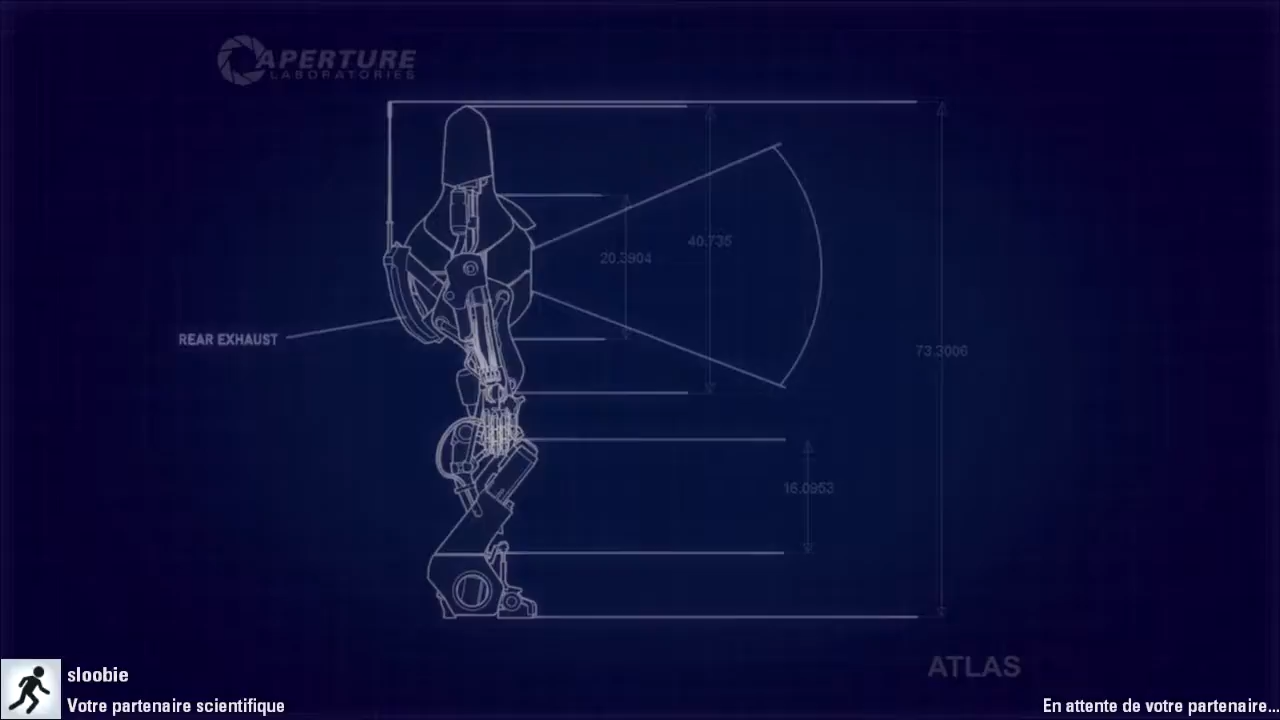 APERTURE
LABORATORIES
40.735
20.3904
REAR EXHAUST
73.3006
16.0953
ATLAS
sloobie
Votre partenaire scientifique
En attente de votre partenaire...